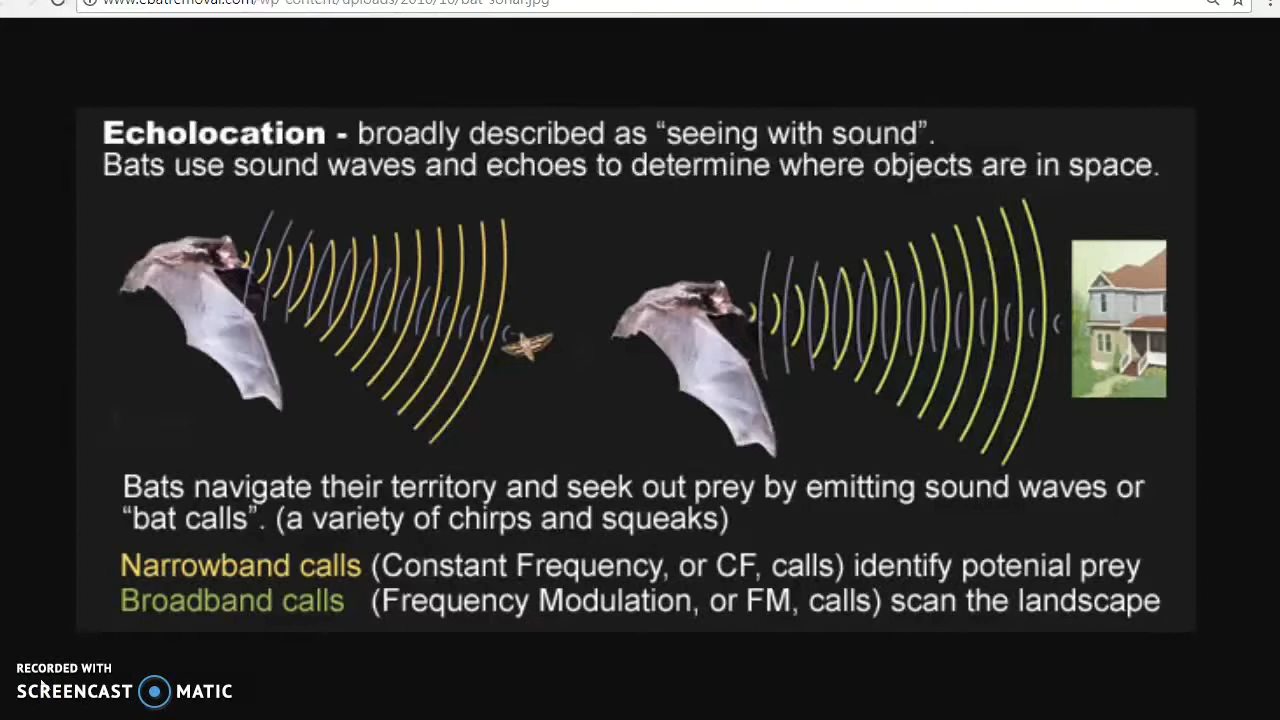 www.ebatremoval.com/wp-content/uploads/2016/10/bat-sonar.jpg
Echolocation - broadly described as “seeing with sound”.
Bats use sound waves and echoes to determine where objects are in space.
Bats navigate their territory and seek out prey by emitting sound waves or
“bat calls”. (a variety of chirps and squeaks)
Narrowband calls (Constant Frequency, or CF, calls) identify potenial prey
Broadband calls (Frequency Modulation, or FM, calls) scan the landscape
RECORDED WITH
SCREENCAST MATIC